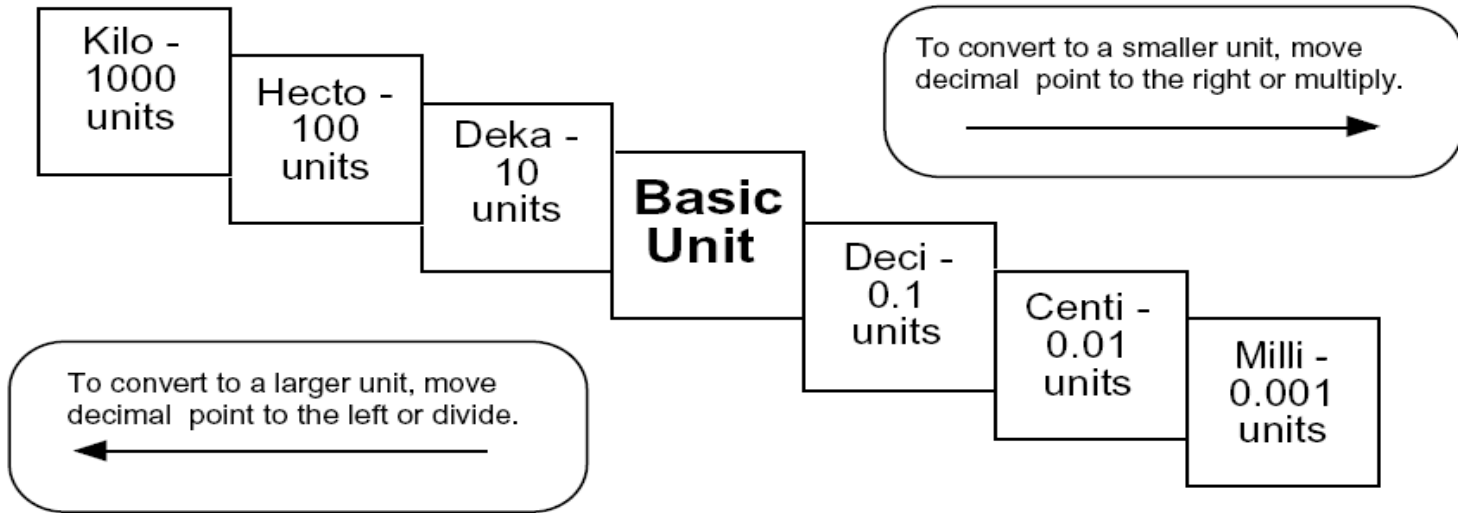 Kilo -
1000
units
Hecto -
100
units
Deka -
10
units
Basic
Unit
Deci -
0.1
units
Centi -
0.01
units
Milli -
0.001
units
To convert to a smaller unit, move
decimal point to the right or multiply.
To convert to a larger unit, move
decimal point to the left or divide.